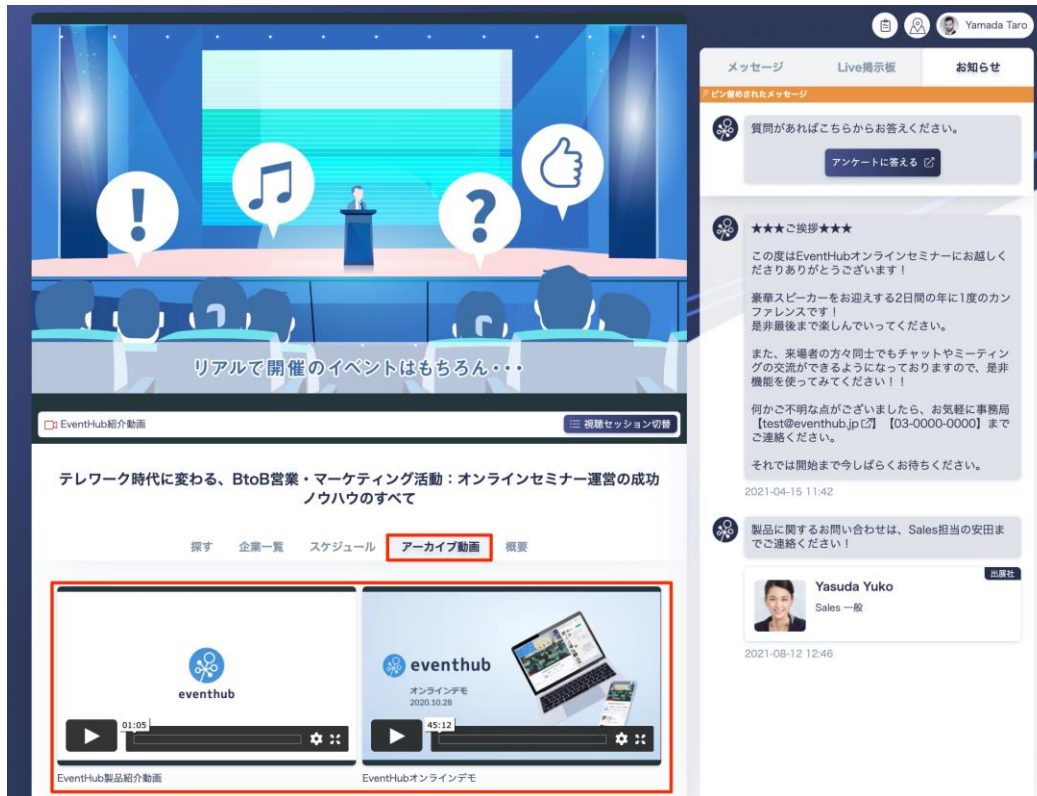 Yamada Taro
リアルで開催のイベントはもちろん・・・
EventHub紹介動画
視聴セッション切替
テレワーク時代に変わる、BtoB営業・マーケティング活動：オンラインセミナー運営の成功
ノウハウのすべて
探す 企業一覧 スケジュール アーカイブ動画 概要
eventhub
01:05
EventHub製品紹介動画
eventhub
オンラインデモ
2020.10.28
45:12
EventHubオンラインデモ
メッセージ Live掲示板 お知らせ
ピン留めされたメッセージ
質問があればこちらからお答えください。
アンケートに答える
★★★ご挨拶★★★
この度はEventHubオンラインセミナーにお越しく
ださりありがとうございます！
豪華スピーカーをお迎えする2日間の年に1度のカン
ファレンスです！
是非最後まで楽しんでいってください。
また、来場者の方々同士でもチャットやミーティン
グの交流ができるようになっておりますので、是非
機能を使ってみてください！！
何かご不明な点がございましたら、お気軽に事務局
【test@eventhub.jp】【03-0000-0000】まで
ご連絡ください。
それでは開始まで今しばらくお待ちください。
2021-04-15 11:42
製品に関するお問い合わせは、Sales担当の安田ま
でご連絡ください！
出展社
Yasuda Yuko
Sales 一般
2021-08-12 12:46